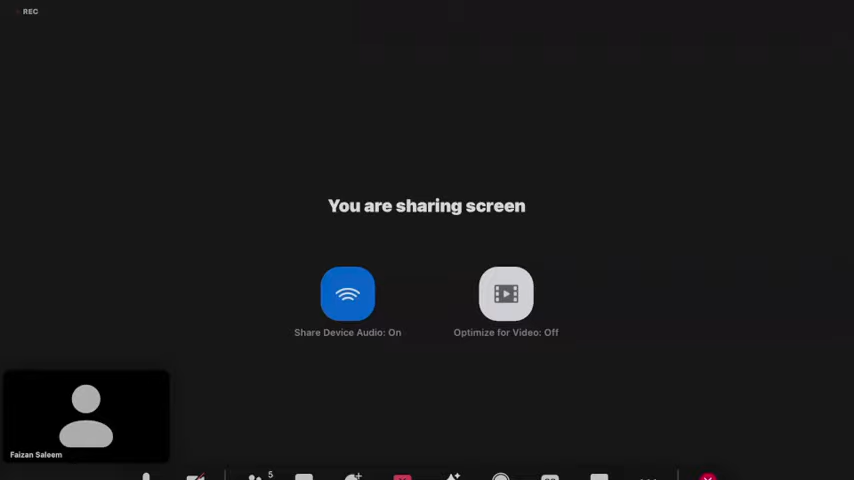 REC
You are sharing screen
Share Device Audio: On
Optimize for Video: Off
Faizan Saleem
5